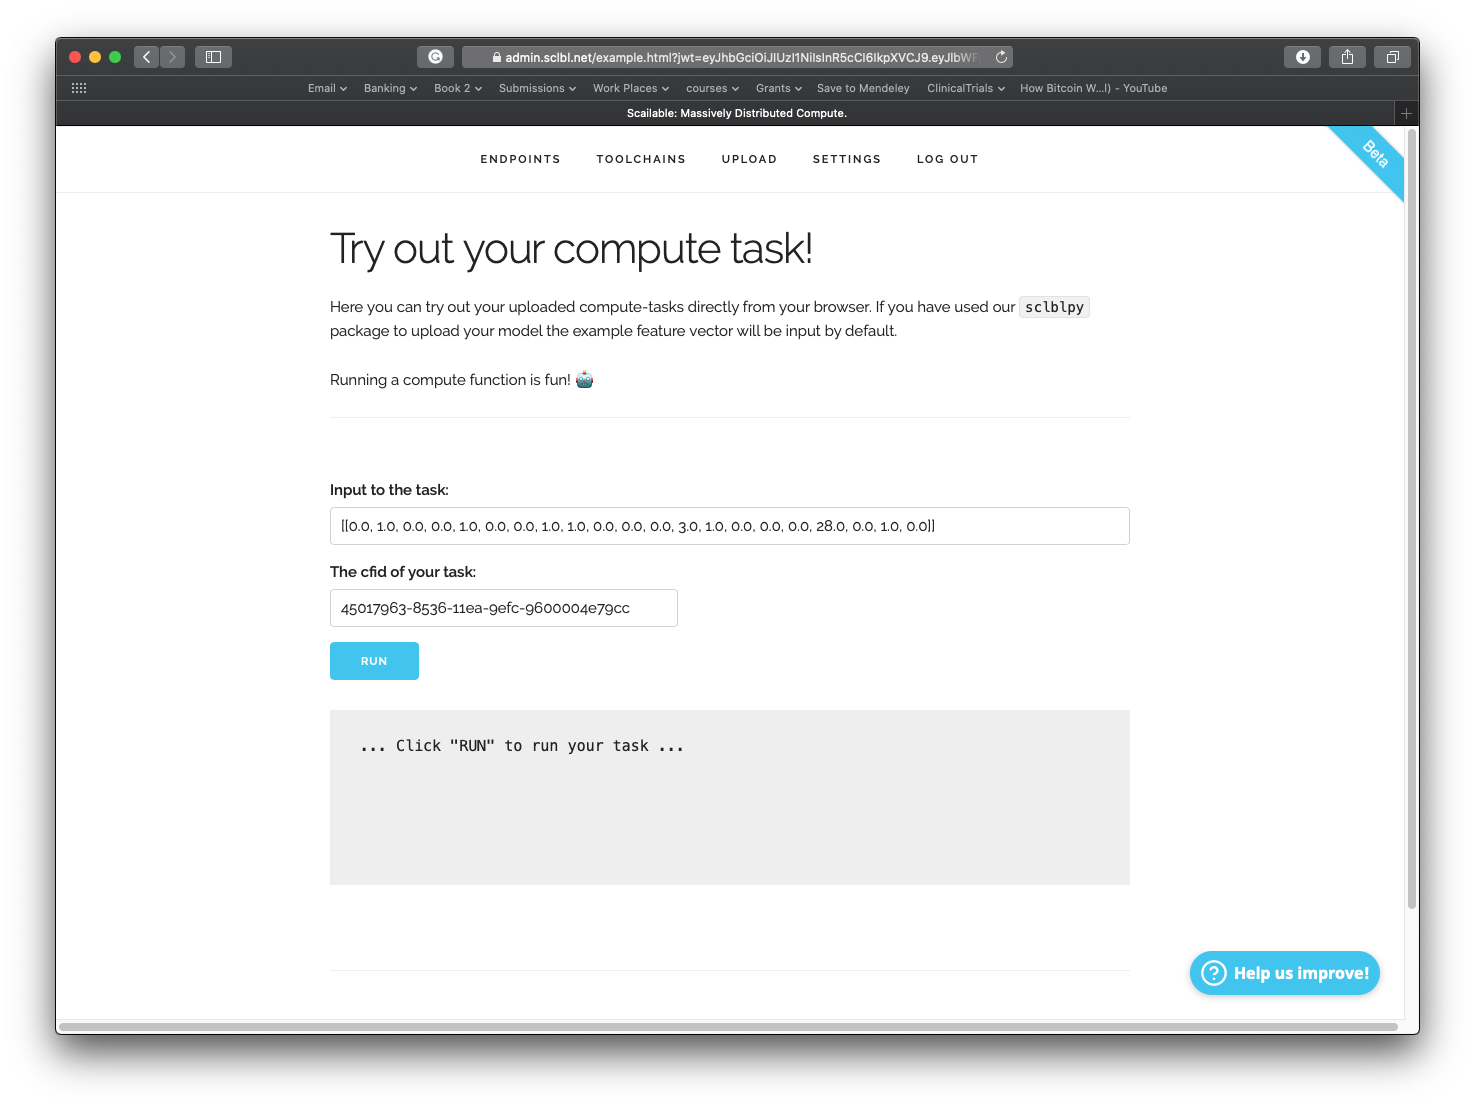 admin.sclbl.net/example.html?jwt=eyJhbGciOiJIUzI1NiIsInR5cCI6IkpXVCJ9.eyJlbWF
Email Banking Book 2 Submissions Work Places courses Grants Save to Mendeley ClinicalTrials How Bitcoin W...I) - YouTube
Scailable: Massively Distributed Compute.
ENDPOINTS TOOLCHAINS UPLOAD SETTINGS LOG OUT
Beta
Try out your compute task!
Here you can try out your uploaded compute-tasks directly from your browser. If you have used our sclblpy
package to upload your model the example feature vector will be input by default.
Running a compute function is fun! 🤖
Input to the task:
[[0.0, 1.0, 0.0, 0.0, 1.0, 0.0, 0.0, 1.0, 1.0, 0.0, 0.0, 0.0, 3.0, 1.0, 0.0, 0.0, 0.0, 28.0, 0.0, 1.0, 0.0]]
The cfid of your task:
45017963-8536-11ea-9efc-9600004e79cc
RUN
... Click "RUN" to run your task ...
Help us improve!